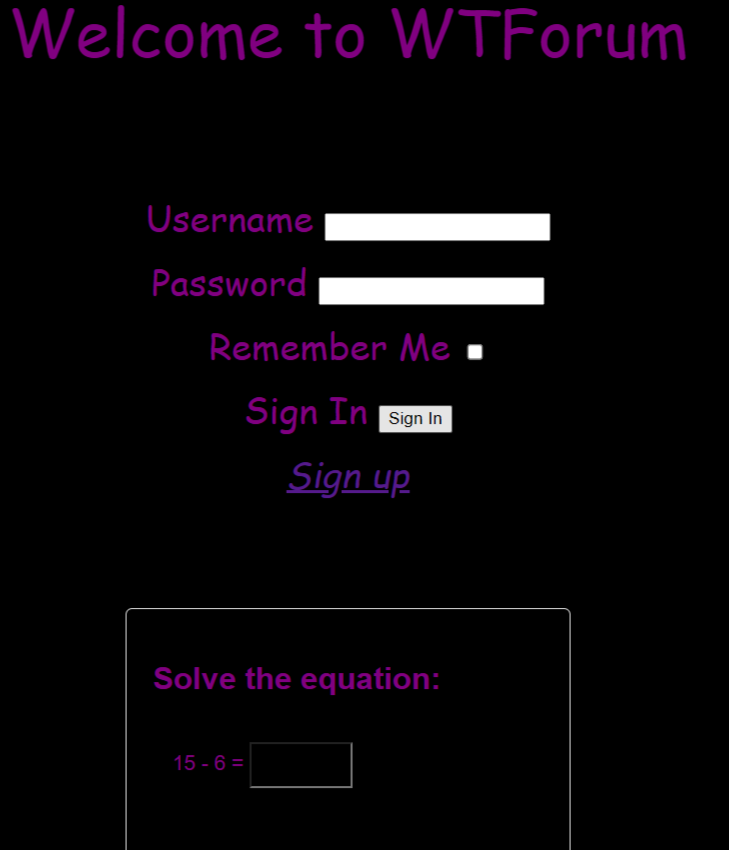 Welcome to WTForum
Username
Password
Remember Me
Sign In Sign In
Sign up
Solve the equation:
15 - 6 =